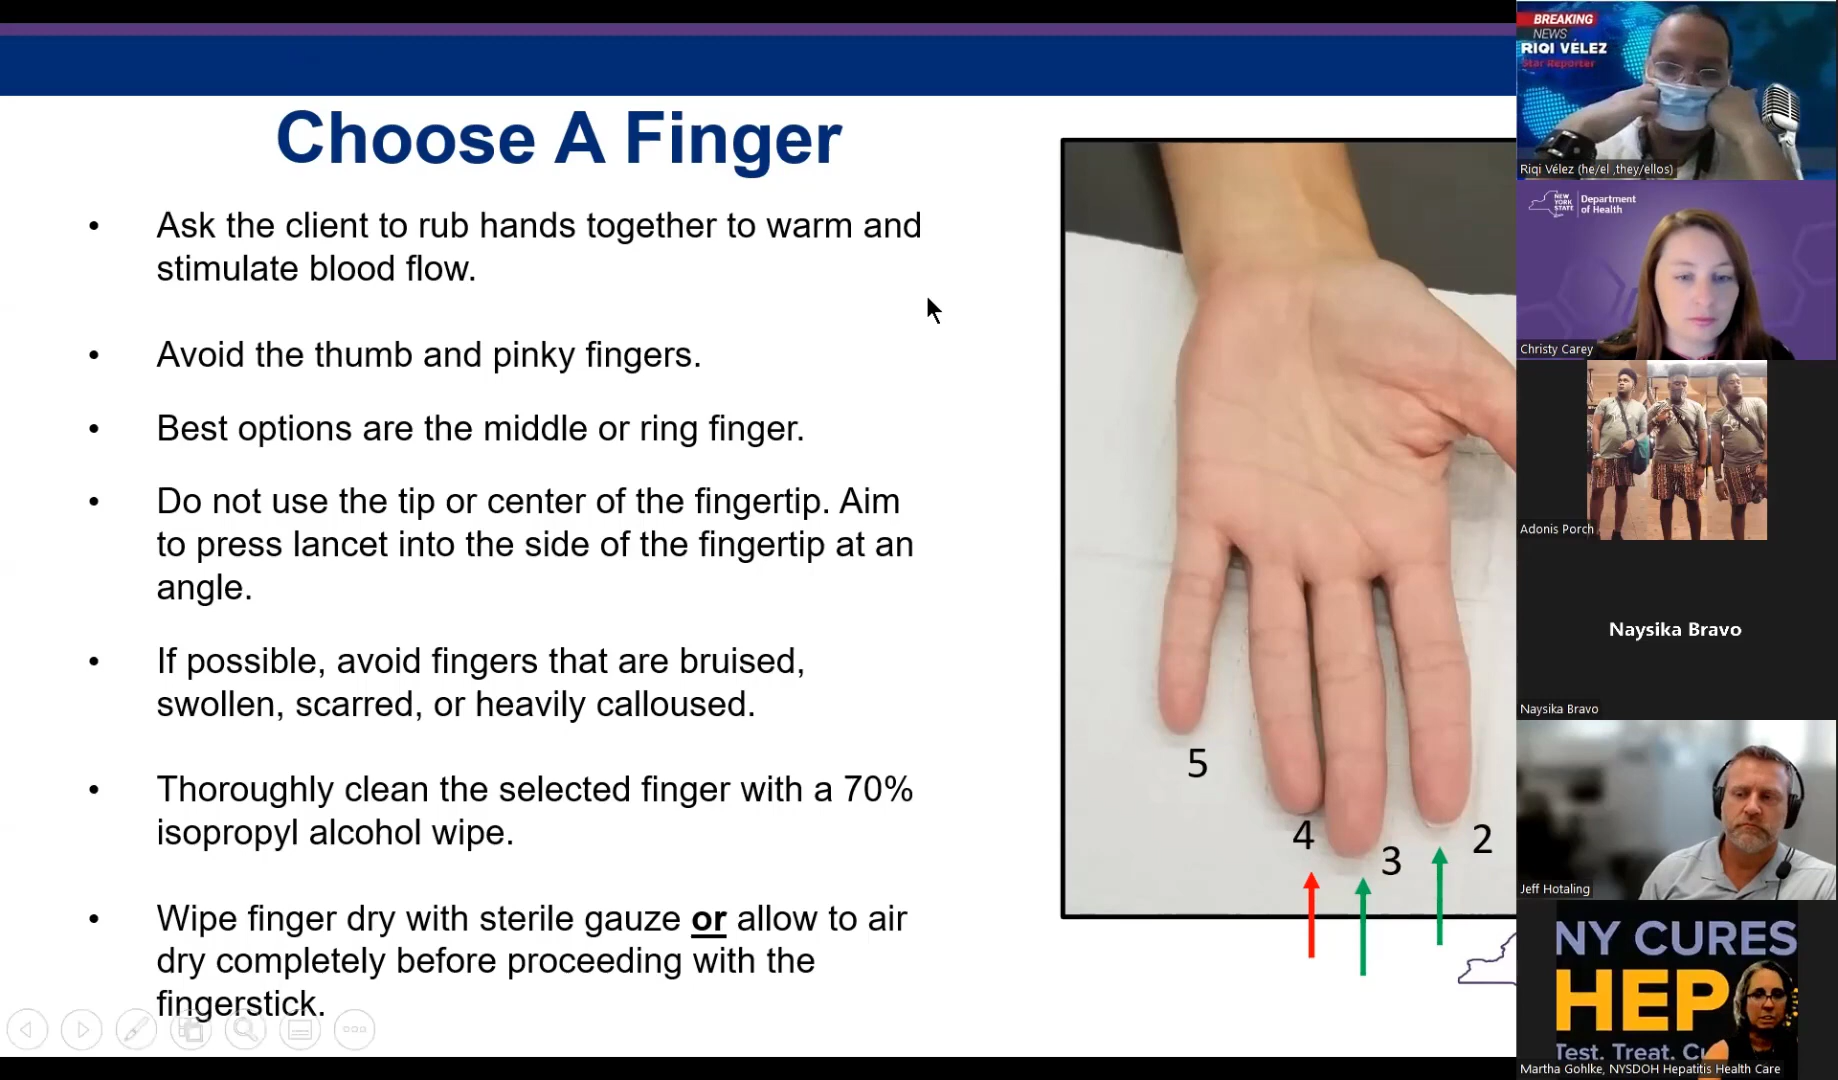 Choose A Finger
• Ask the client to rub hands together to warm and
stimulate blood flow.
• Avoid the thumb and pinky fingers.
• Best options are the middle or ring finger.
• Do not use the tip or center of the fingertip. Aim
to press lancet into the side of the fingertip at an
angle.
• If possible, avoid fingers that are bruised,
swollen, scarred, or heavily calloused.
• Thoroughly clean the selected finger with a 70%
isopropyl alcohol wipe.
• Wipe finger dry with sterile gauze or allow to air
dry completely before proceeding with the
fingerstick.
5
4
3
2
BREAKING
NEWS
RIQI VÉLEZ
Star Reporter
Riqi Vélez (he/el ,they/ellos)
NEW
YORK
STATE
Department
of Health
Christy Carey
Adonis Porch
Naysika Bravo
Naysika Bravo
Jeff Hotaling
NY CURES
HEP
Test. Treat.
Martha Gohlke, NYSDOH Hepatitis Health Care